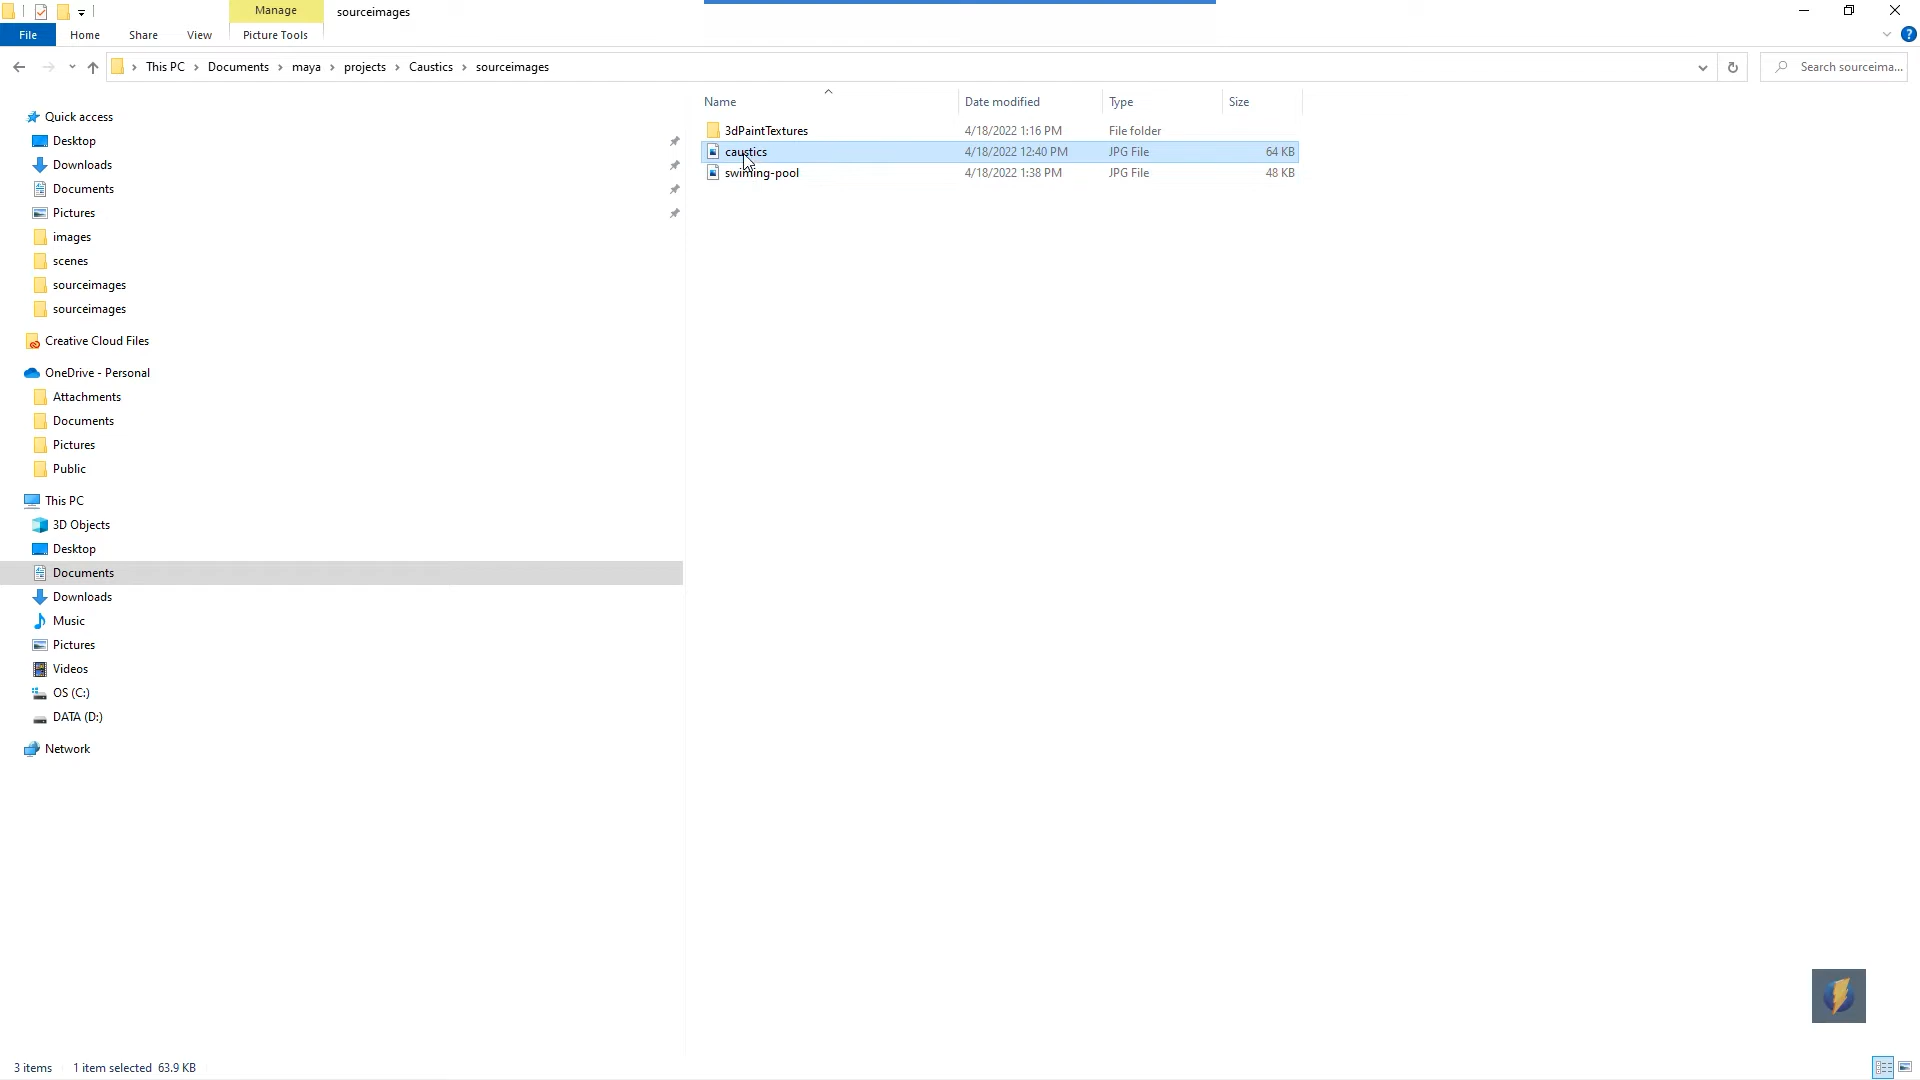 Manage
sourceimages
File
Home
Share
View
Picture Tools
This PC
Documents
maya
projects
Caustics
sourceimages
Search sourceima...
Name
Date modified
Type
Size
3dPaintTextures
4/18/2022 1:16 PM
File folder
caustics
4/18/2022 12:40 PM
JPG File
64 KB
4/18/2022 1:38 PM
JPG File
48 KB
Quick access
Desktop
Downloads
Documents
Pictures
images
scenes
sourceimages
sourceimages
Creative Cloud Files
OneDrive - Personal
Attachments
Documents
Pictures
Public
This PC
3D Objects
Desktop
Documents
Downloads
Music
Pictures
Videos
OS (C:)
DATA (D:)
Network
3 items
1 item selected 63.9 KB